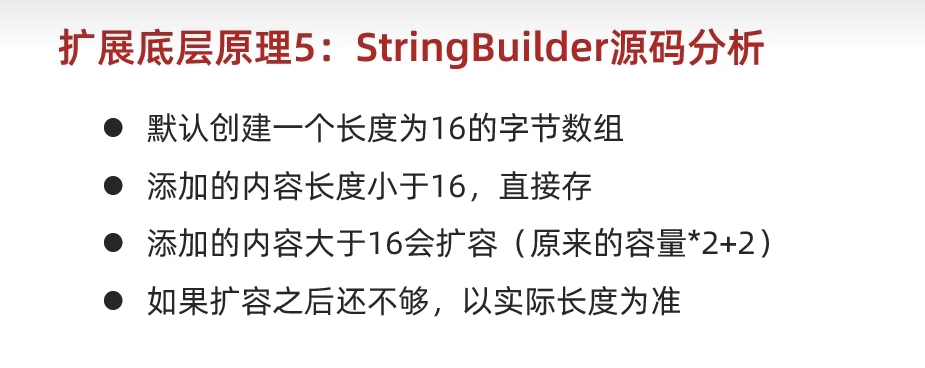 扩展底层原理5：StringBuilder源码分析
● 默认创建一个长度为16的字节数组
● 添加的内容长度小于16，直接存
● 添加的内容大于16会扩容（原来的容量*2+2）
● 如果扩容之后还不够，以实际长度为准